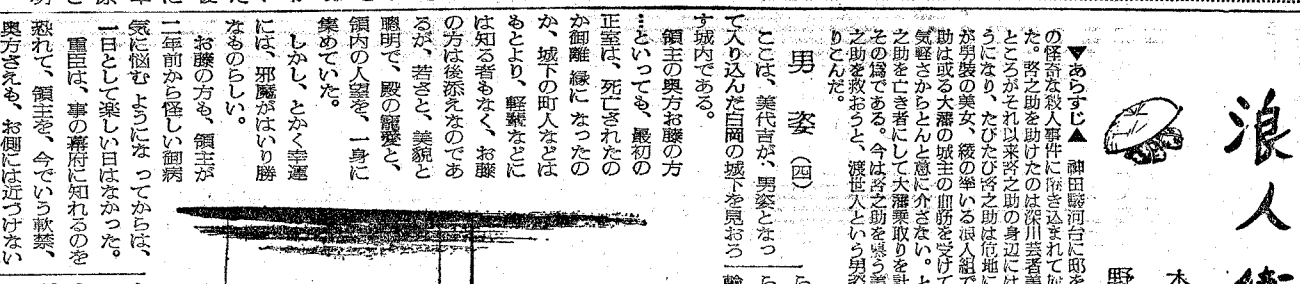 浪人
▼あらすじ▲ 神田駿河台に邸を
の怪奇な殺人事件に
た。啓之助を助けたのは深川芸者美
ところがそれ以来啓之助の身辺には
うになり、たびたび啓之助は危地に
が男装の美女、綾の率いる浪人組で
助は或る大藩の城主の血筋を受けて
気軽さからとんと意に介さない。と
之助を亡き者にして大藩乗取りを計
その為である。今は啓之助を慕う美
之助を救おうと、渡世人という男姿
りこんだ。
男姿 (四)
ここは、美代吉が、男姿となっ
て入り込んだ白岡の城下を見おろ
す城内である。
領主の奥方お藤の方
…といっても、最初の
正室は、死亡されたの
か御離縁に なったの
か、城下の町人などは
もとより、軽輩などに
は知る者もなく、お藤
の方は後添えなのであ
るが、若さと、美貌と
聰明で、殿の寵愛と、
領内の人望を、一身に
集めていた。
しかし、とかく幸運
には、邪魔がはいり勝
なものらしい。
お藤の方も、領主が
二年前から怪しい御病
気に悩む ようにな ってからは、
一日として楽しい日はなかった。
重臣は、事の幕府に知れるのを
恐れて、領主を、今でいう軟禁、
奥方さえも、お側には近づけない